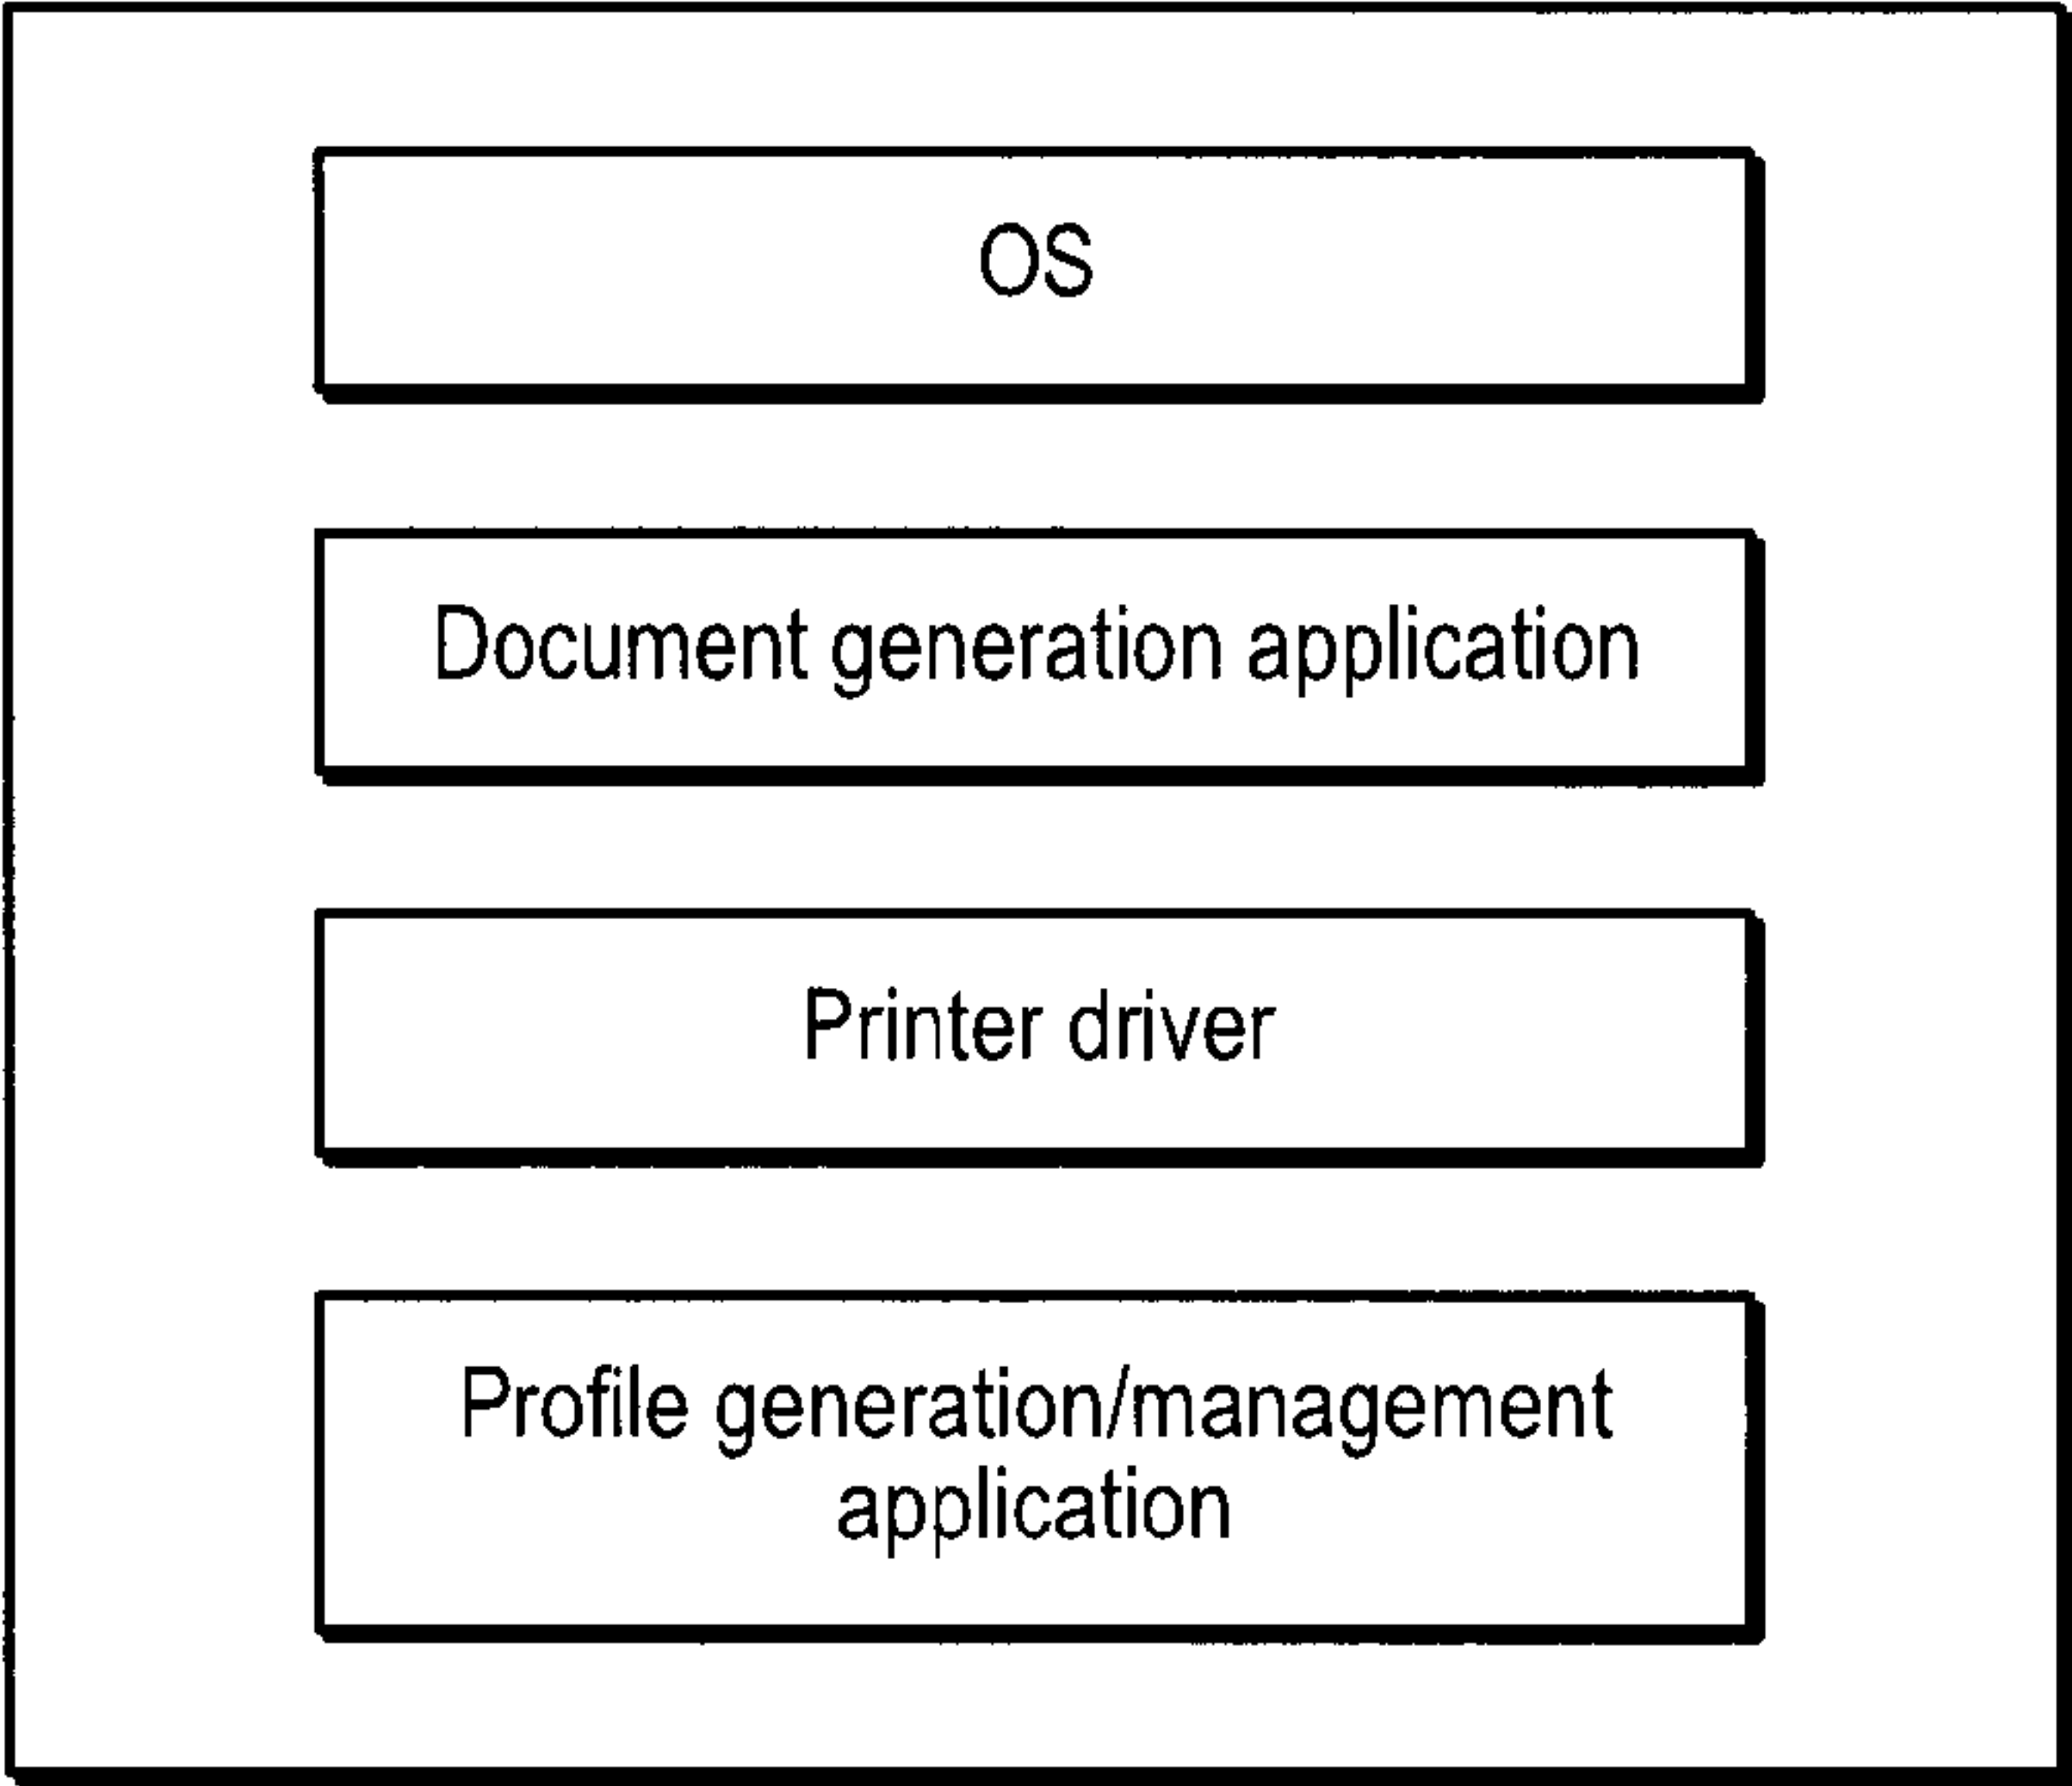 OS
Document generation application
Printer driver
Profile generation/management
application